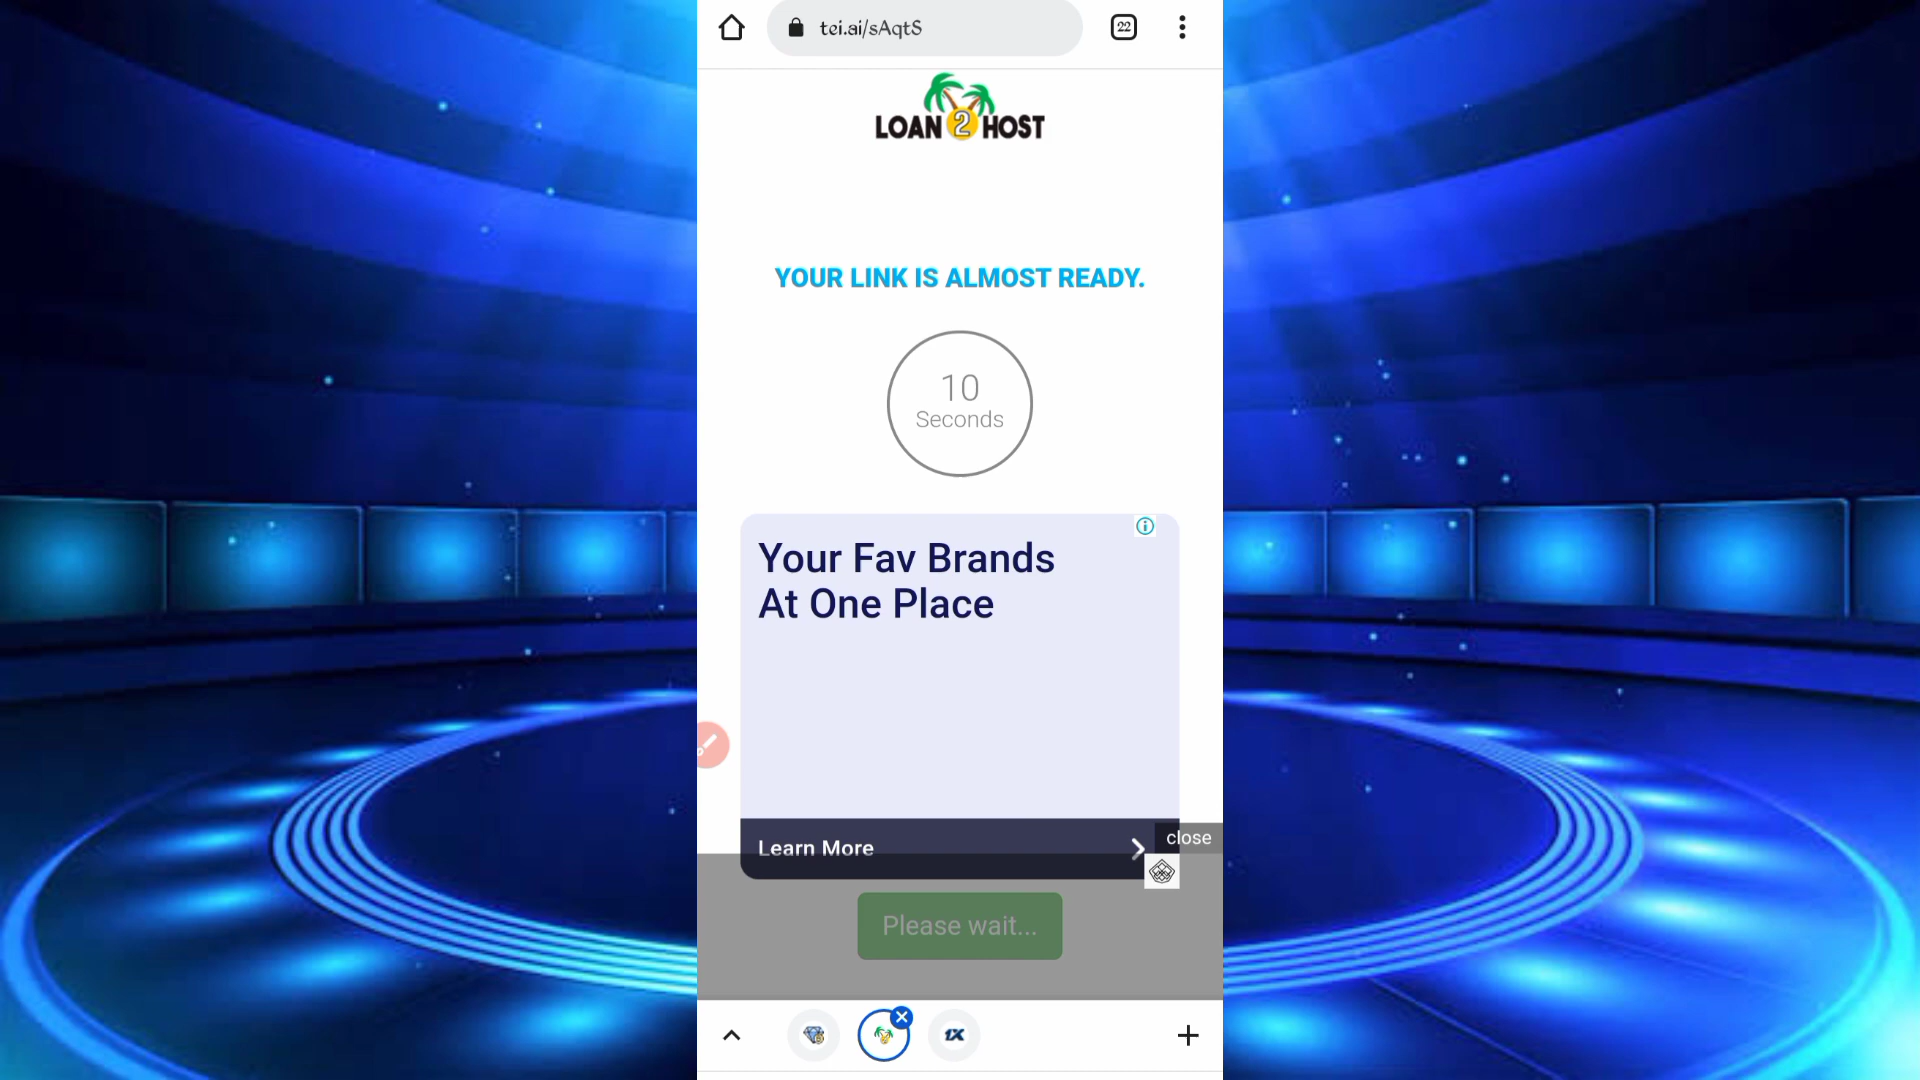 tei.ai/sAqtS
22
LOAN 2 HOST
YOUR LINK IS ALMOST READY.
10
Seconds
Your Fav Brands
At One Place
Learn More
close
Please wait...
1X